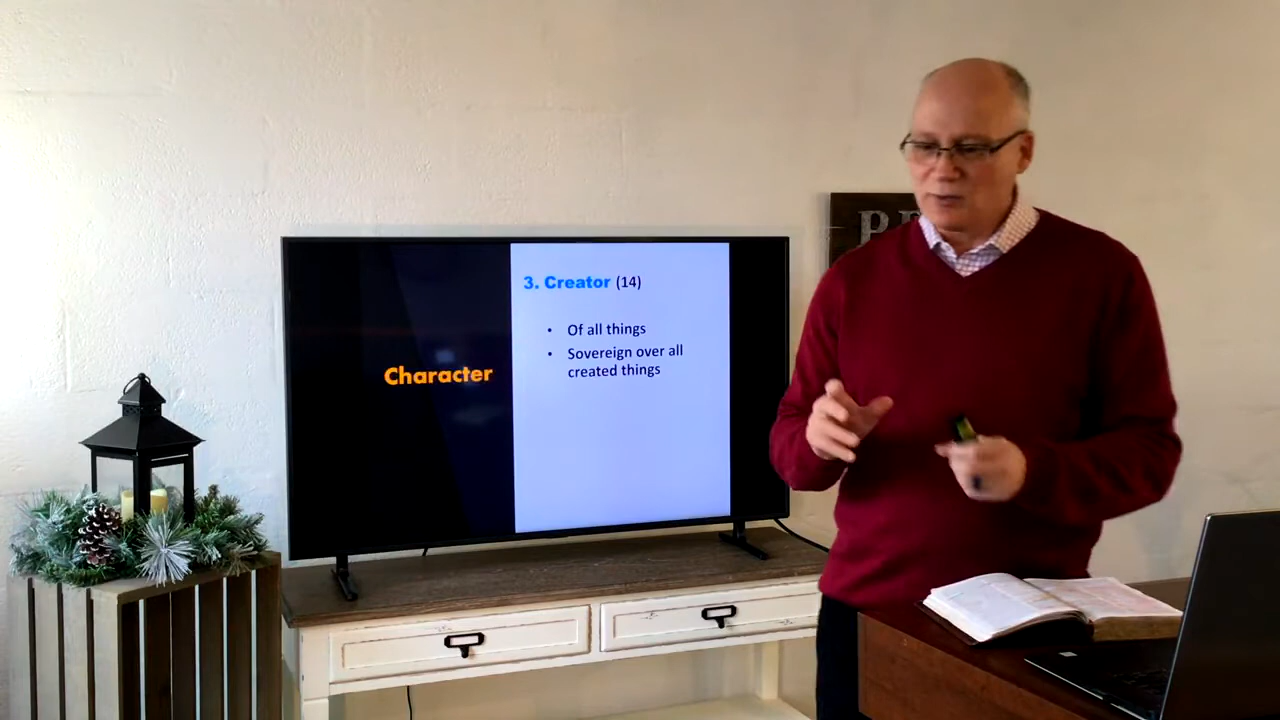 3. Creator (14)
• Of all things
• Sovereign over all
created things
Character